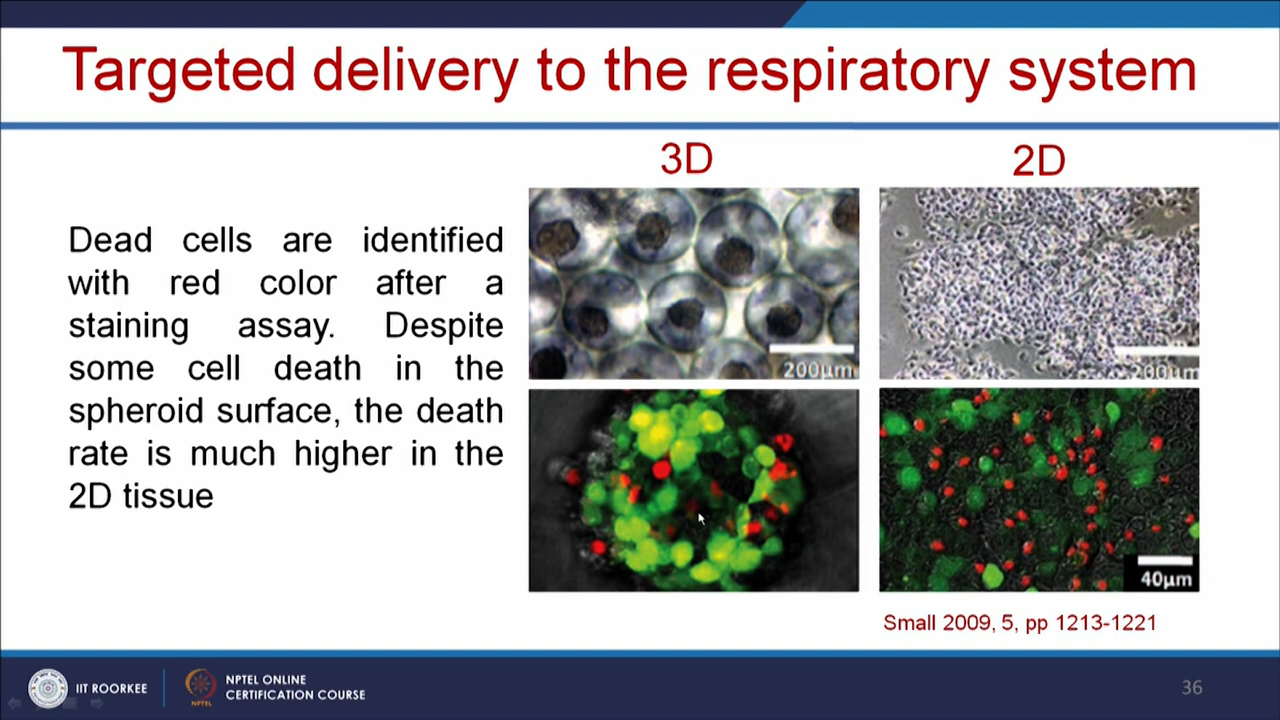 Targeted delivery to the respiratory system
3D
2D
Dead cells are identified
with red color after a
staining assay. Despite
some cell death in the
spheroid surface, the death
rate is much higher in the
2D tissue
200µm
200µm
40µm
Small 2009, 5, pp 1213-1221
IIT ROORKEE
NPTEL
NPTEL ONLINE
CERTIFICATION COURSE
36